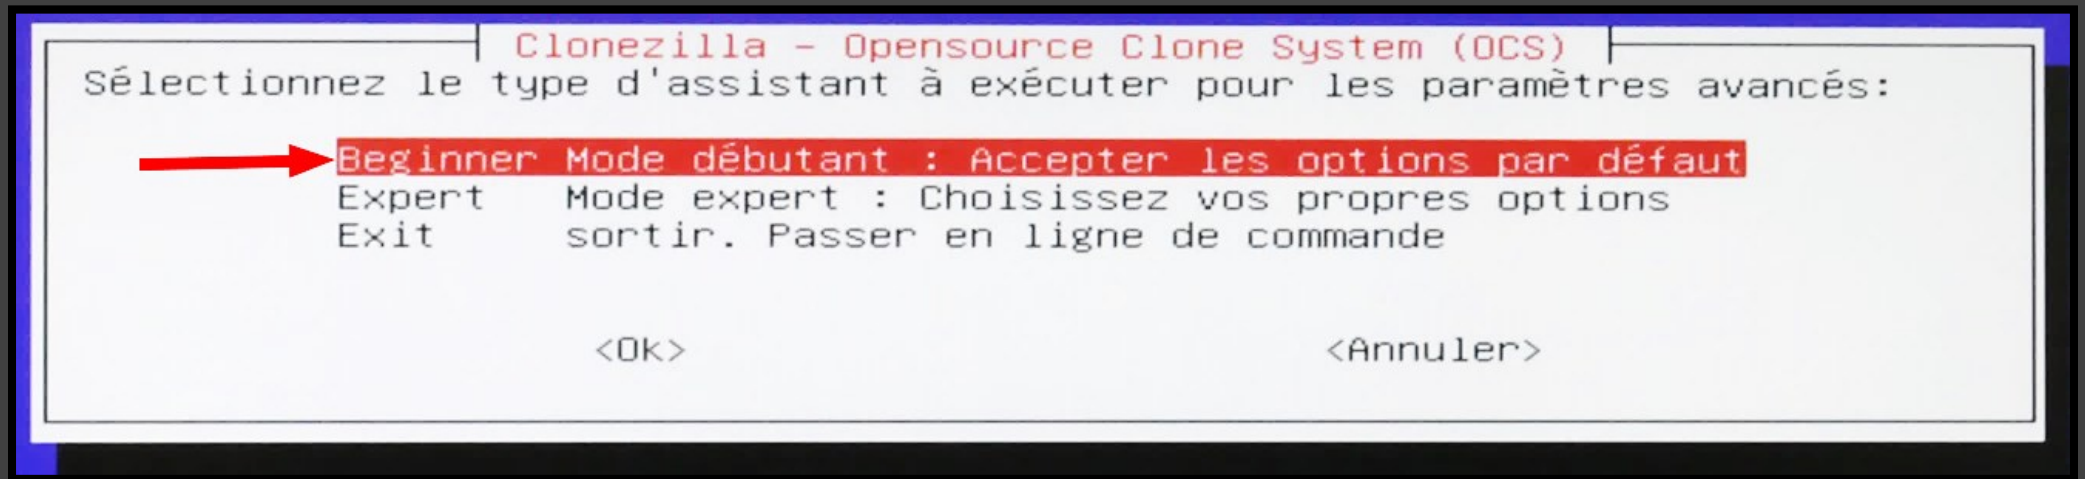 Clonezilla – Opensource Clone System (OCS)
Sélectionnez le type d'assistant à exécuter pour les paramètres avancés:
Beginner Mode débutant : Accepter les options par défaut
Expert Mode expert : Choisissez vos propres options
Exit sortir. Passer en ligne de commande
<Ok> <Annuler>